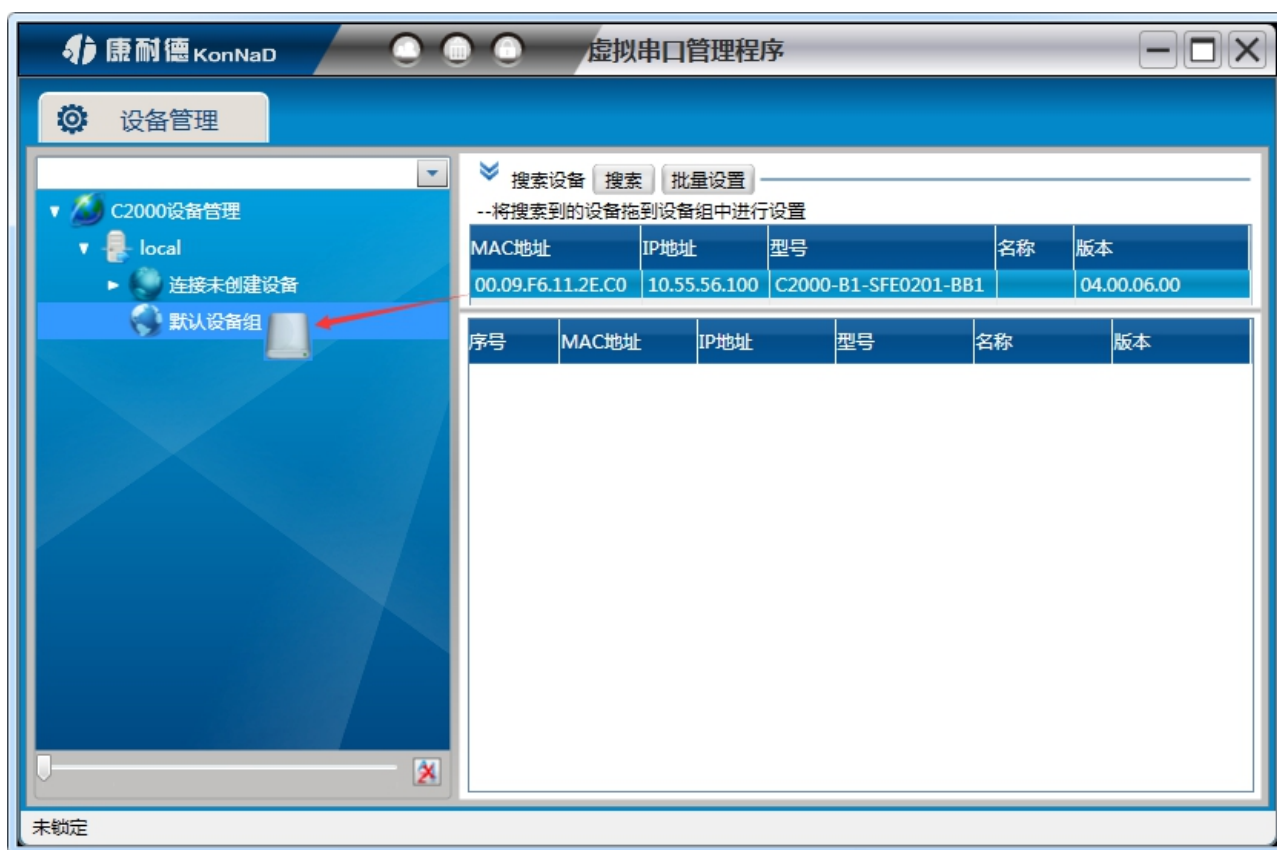 康耐德 KonNaD 虚拟串口管理程序
设备管理
搜索设备 搜索 批量设置
--将搜索到的设备拖到设备组中进行设置
C2000设备管理
local
连接未创建设备
默认设备组
MAC地址 IP地址 型号 名称 版本
00.09.F6.11.2E.C0 10.55.56.100 C2000-B1-SFE0201-BB1 04.00.06.00
序号 MAC地址 IP地址 型号 名称 版本
未锁定